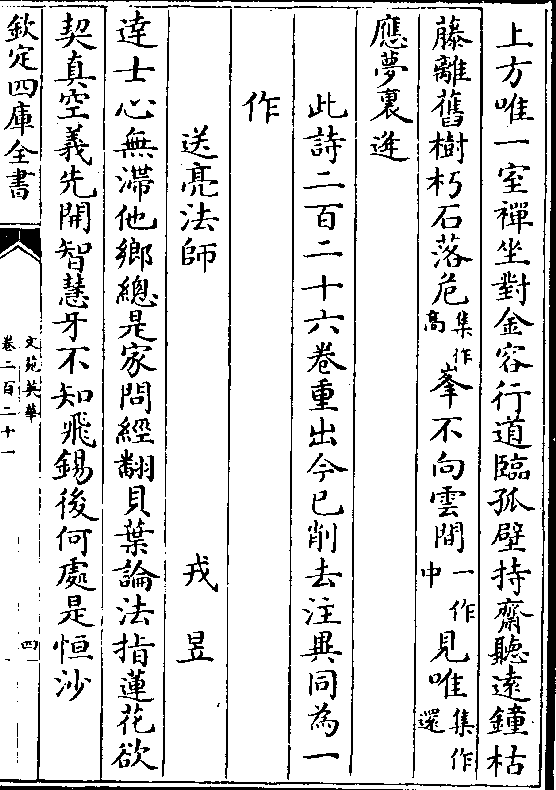 上方唯一室禪坐對金容行道臨孤壁持齋聽逺鐘枯
藤離舊樹朽石落危集作高峯不向雲間一作中見唯集作還
應夢裏逄
此詩二百二十六卷重出今已削去注異同為一
作
送亮法師　戎昱
逹士心無滯他鄉總是家問經翻貝葉論法指蓮花欲
契真空義先開智慧牙不知飛錫後何處是恒沙
欽定四庫全書
文苑英華
卷二百二十一
四